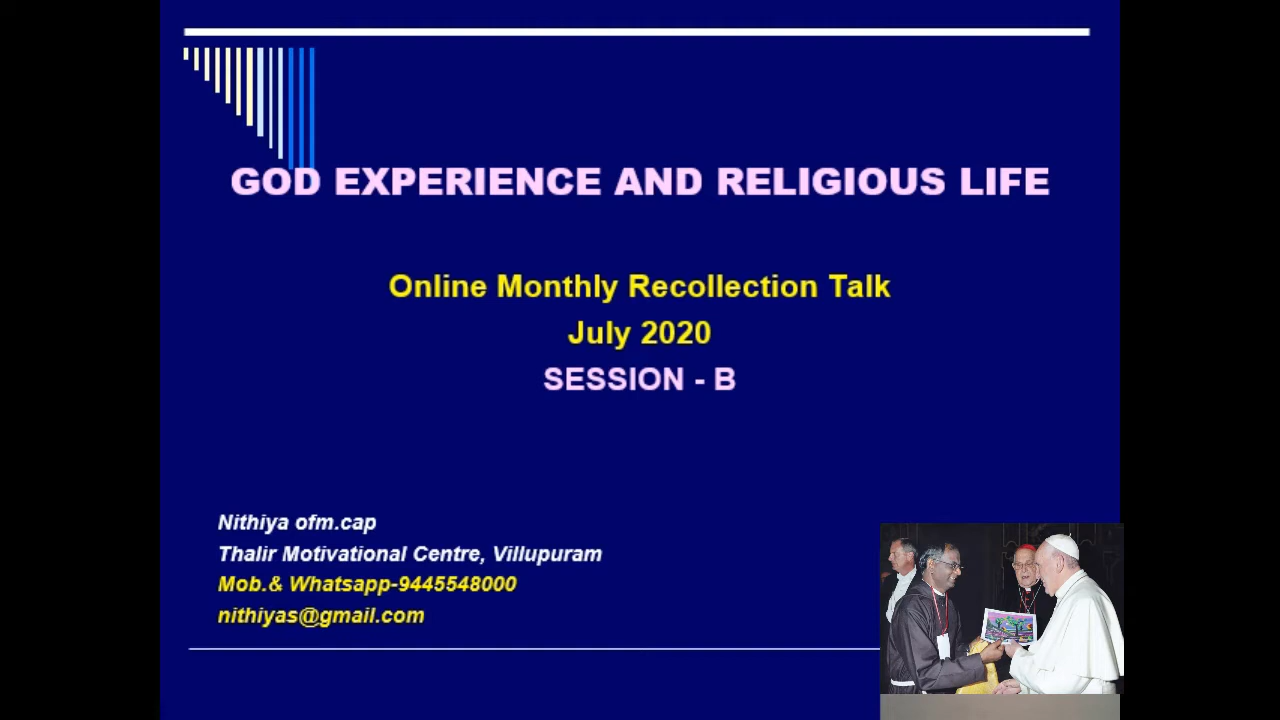 GOD EXPERIENCE AND RELIGIOUS LIFE
Online Monthly Recollection Talk
July 2020
SESSION - B
Nithiya ofm.cap
Thalir Motivational Centre, Villupuram
Mob.& Whatsapp-9445548000
nithiyas@gmail.com